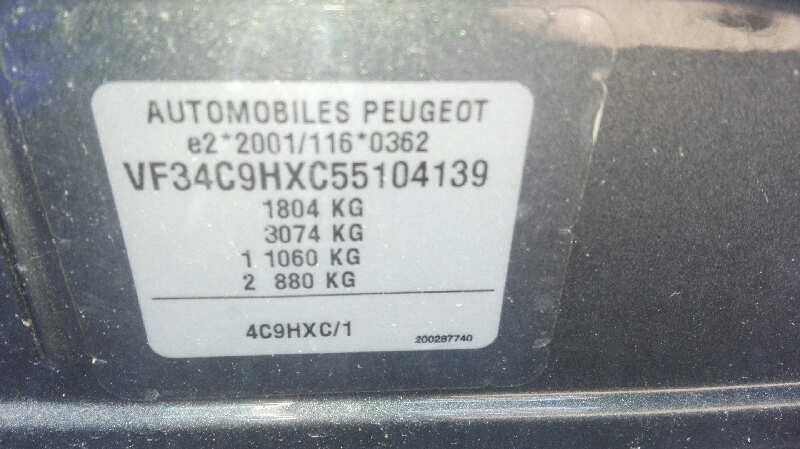 AUTOMOBILES PEUGEOT
e2*2001/116*0362
VF34C9HXC55104139
1804 KG
3074 KG
1 1060 KG
2 880 KG
4C9HXC/1
200287740